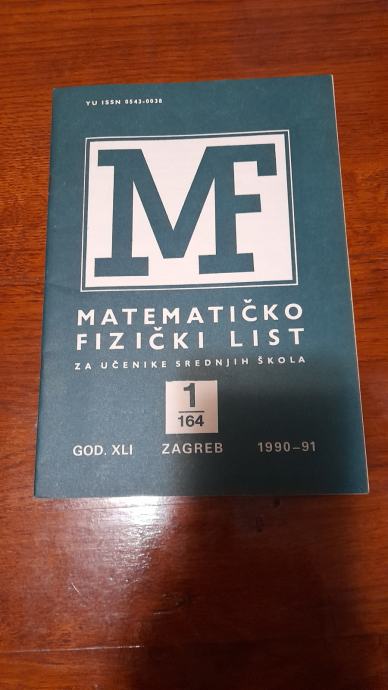 YU ISSN 0543-0038
MF
MATEMATIČKO
FIZIČKI LIST
ZA UČENIKE SREDNJIH ŠKOLA
1
164
GOD. XLI ZAGREB 1990-91